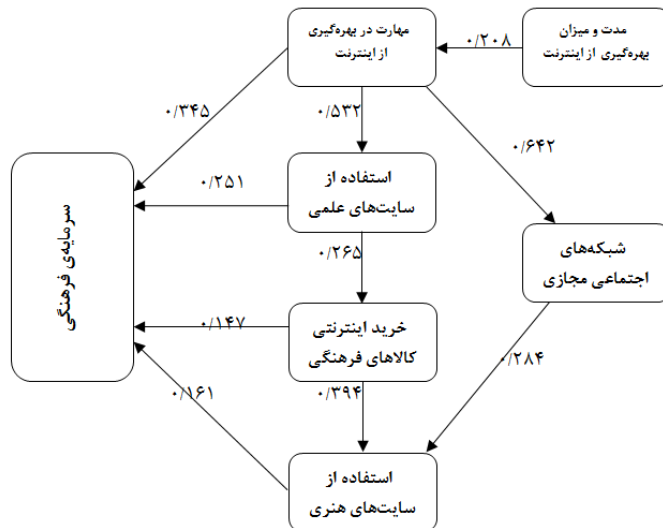 مدت و میزان
بهره‌گیری از اینترنت
۰/۲۰۸
مهارت در بهره‌گیری
از اینترنت
۰/۳۴۵
۰/۵۳۲
۰/۶۴۲
استفاده از
سایت‌های علمی
۰/۲۵۱
سرمایه‌ی فرهنگی
۰/۲۶۵
شبکه‌های
اجتماعی مجازی
خرید اینترنتی
کالاهای فرهنگی
۰/۱۴۷
۰/۲۸۴
۰/۳۹۴
۰/۱۶۱
استفاده از
سایت‌های هنری